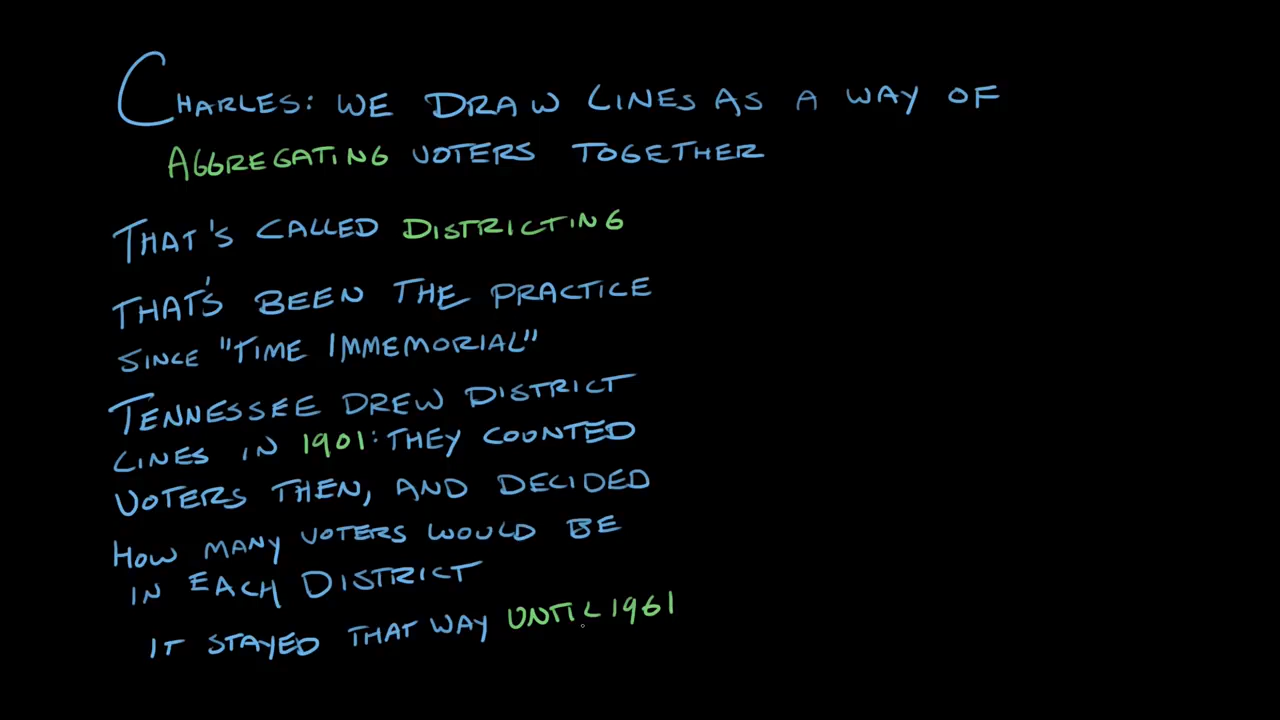 CHARLES: WE DRAW LINES AS A WAY OF
AGGREGATING VOTERS TOGETHER
THAT'S CALLED DISTRICTING
THAT'S BEEN THE PRACTICE
SINCE "TIME IMMEMORIAL"
TENNESSEE DREW DISTRICT
LINES IN 1901: THEY COUNTED
VOTERS THEN, AND DECIDED
HOW MANY VOTERS WOULD BE
IN EACH DISTRICT
IT STAYED THAT WAY UNTIL 1961